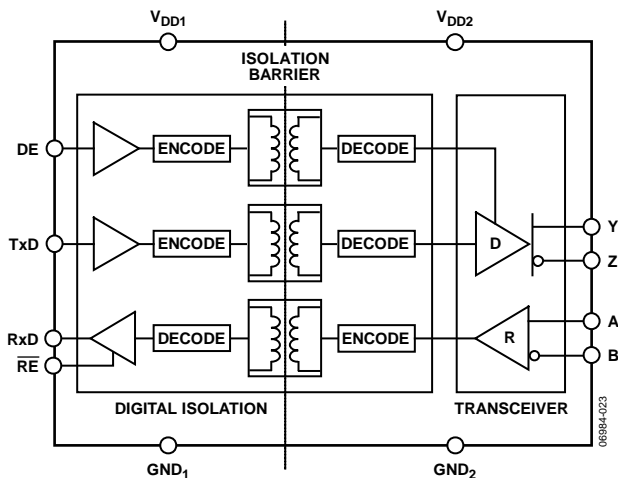 VDD1
VDD2
ISOLATION
BARRIER
DE
ENCODE
DECODE
TxD
ENCODE
DECODE
D
Y
Z
RxD
RE
DECODE
ENCODE
R
A
B
DIGITAL ISOLATION
TRANSCEIVER
GND1
GND2
06984-023